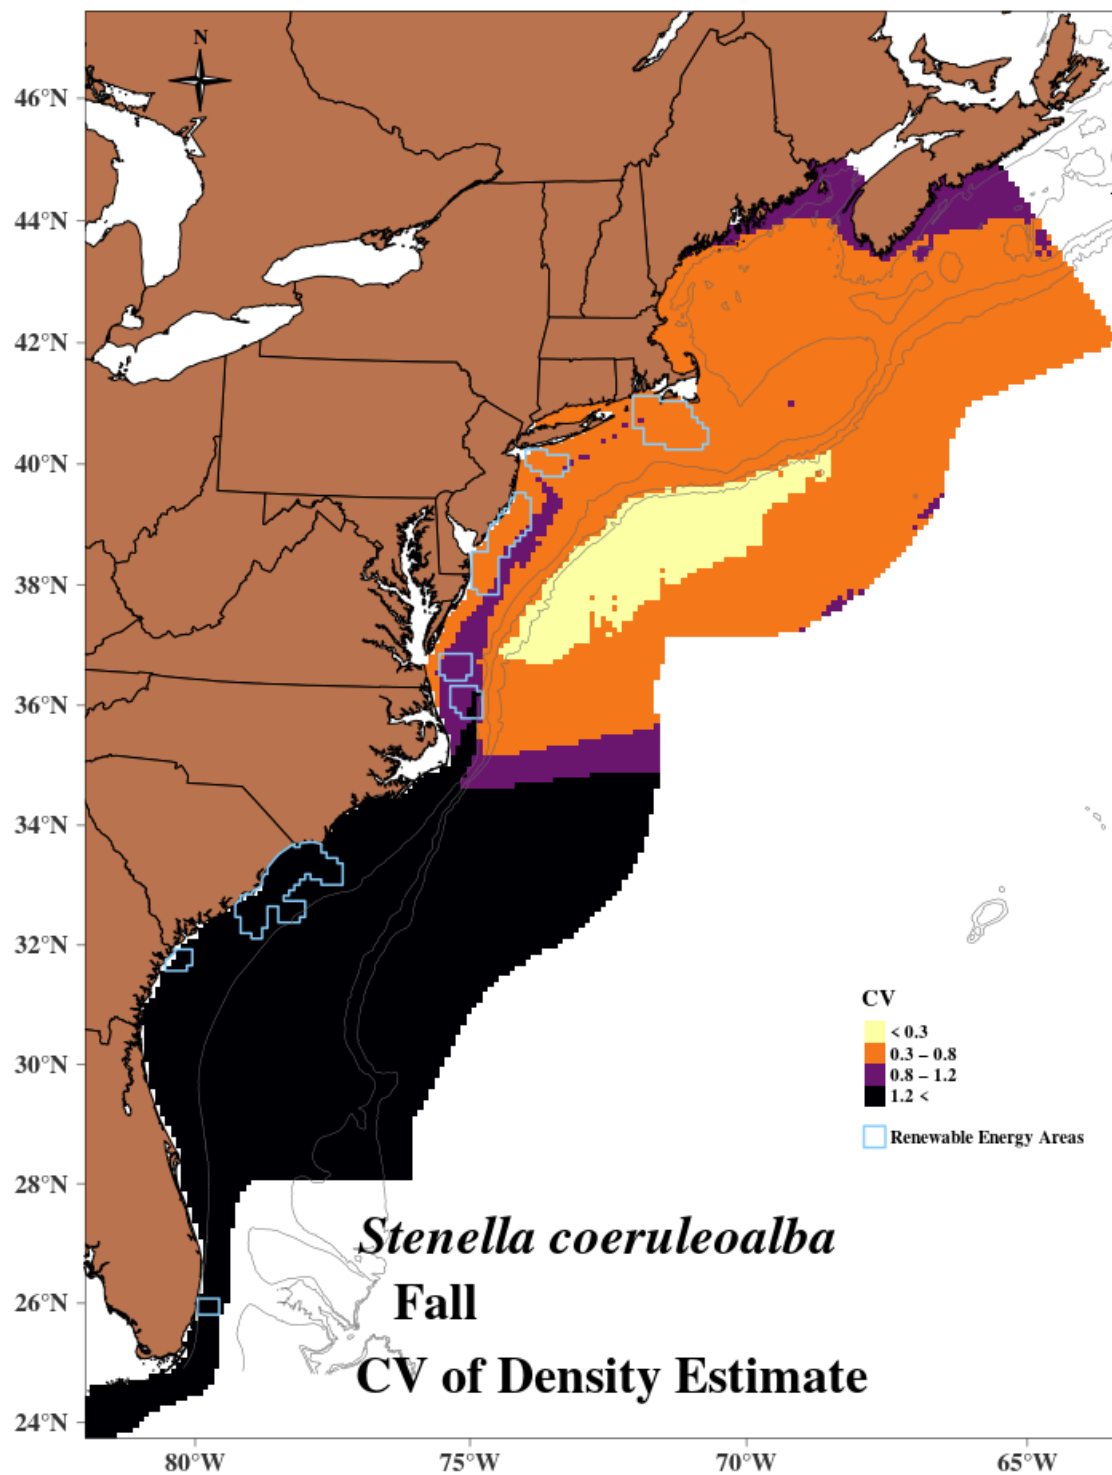 N
46°N
44°N
42°N
40°N
38°N
36°N
34°N
32°N
30°N
28°N
26°N
24°N
CV
< 0.3
0.3 – 0.8
0.8 – 1.2
1.2 <
Renewable Energy Areas
Stenella coeruleoalba
Fall
CV of Density Estimate
80°W 75°W 70°W 65°W